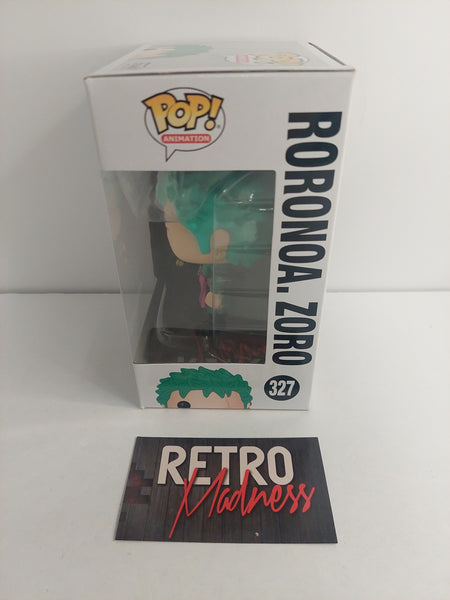 POP!
ANIMATION
RORONOA. ZORO
327
RETRO
Madness